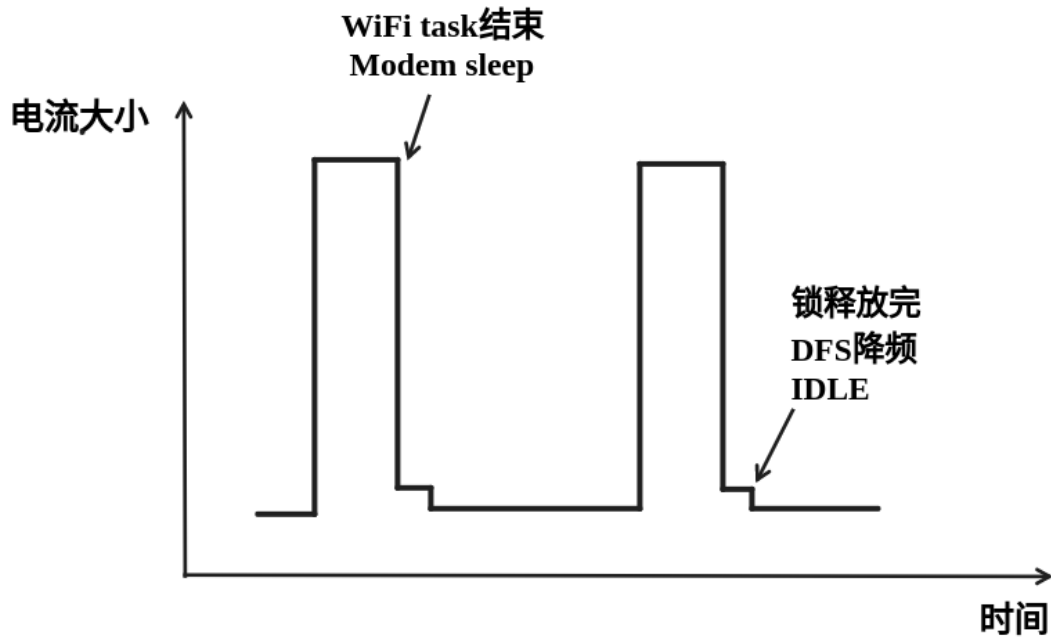 WiFi task结束
Modem sleep
电流大小
锁释放完
DFS降频
IDLE
时间